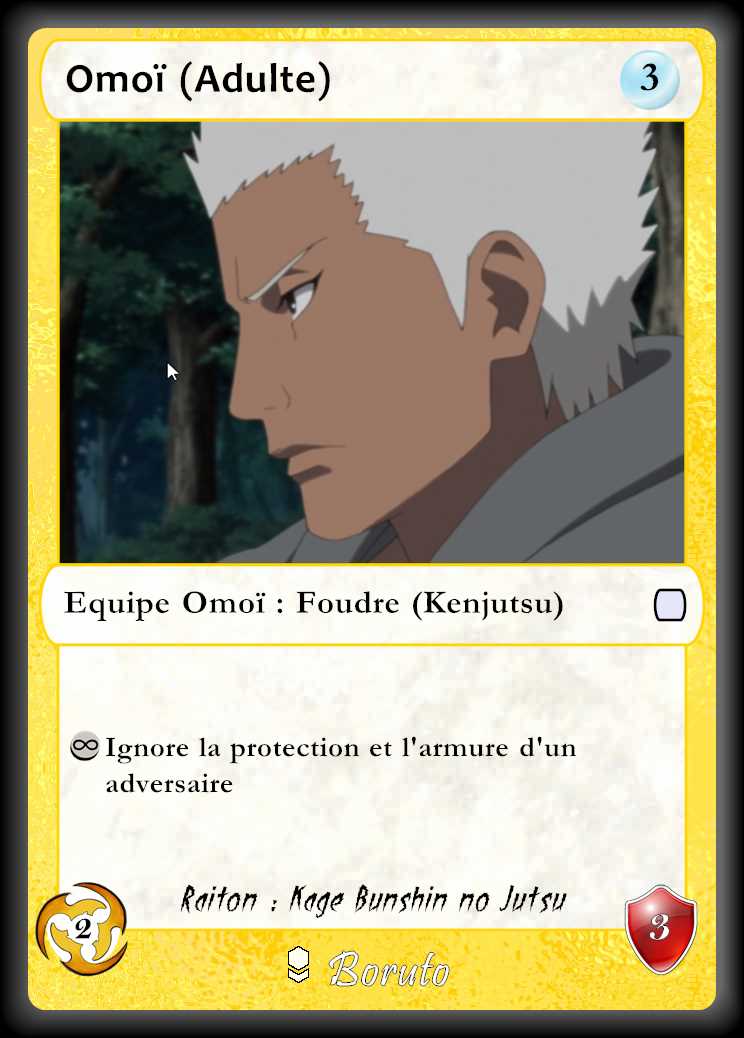 Omoï (Adulte)
3
Equipe Omoï : Foudre (Kenjutsu)
∞ Ignore la protection et l'armure d'un
adversaire
Raiton : Kage Bunshin no Jutsu
2
3
Boruto